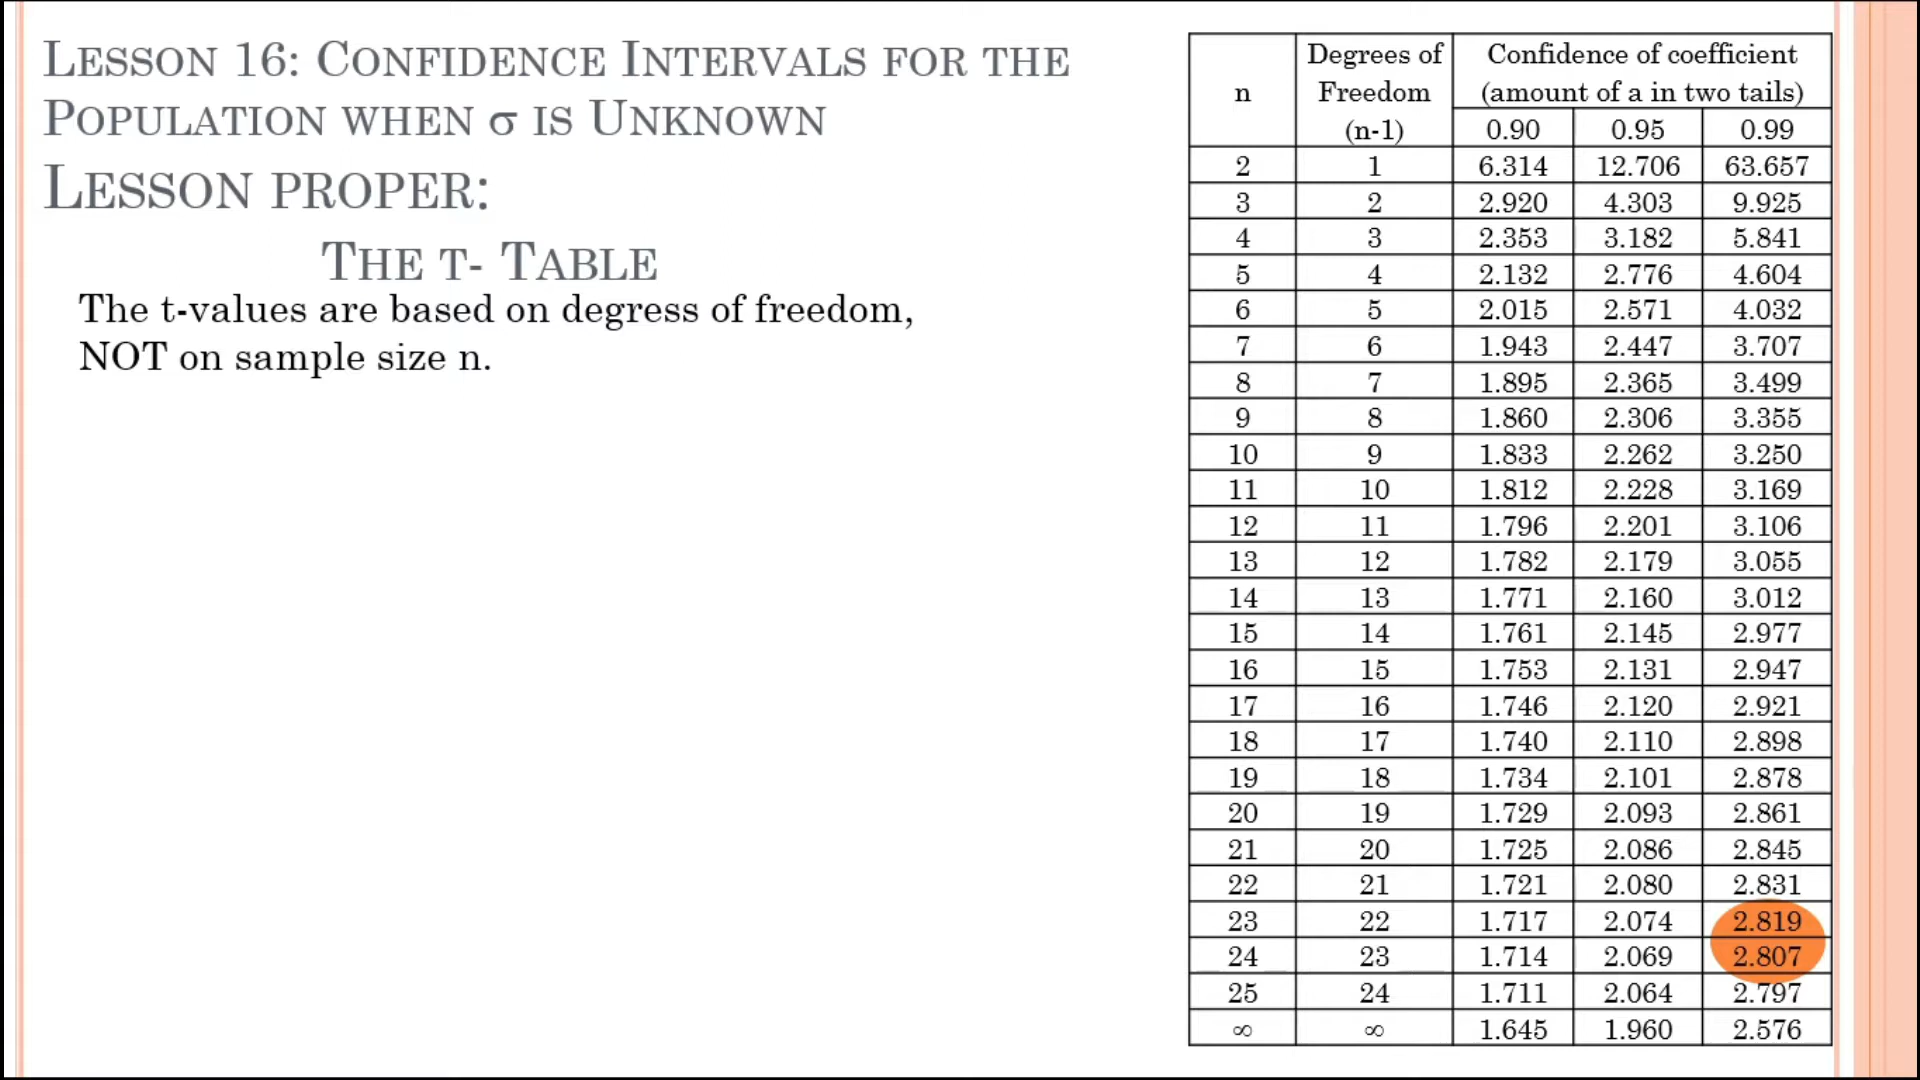 LESSON 16: CONFIDENCE INTERVALS FOR THE
POPULATION WHEN σ IS UNKNOWN
LESSON PROPER:
THE T- TABLE
The t-values are based on degress of freedom,
NOT on sample size n.
n Degrees of Freedom (n-1) Confidence of coefficient (amount of a in two tails)
0.90 0.95 0.99
2 1 6.314 12.706 63.657
3 2 2.920 4.303 9.925
4 3 2.353 3.182 5.841
5 4 2.132 2.776 4.604
6 5 2.015 2.571 4.032
7 6 1.943 2.447 3.707
8 7 1.895 2.365 3.499
9 8 1.860 2.306 3.355
10 9 1.833 2.262 3.250
11 10 1.812 2.228 3.169
12 11 1.796 2.201 3.106
13 12 1.782 2.179 3.055
14 13 1.771 2.160 3.012
15 14 1.761 2.145 2.977
16 15 1.753 2.131 2.947
17 16 1.746 2.120 2.921
18 17 1.740 2.110 2.898
19 18 1.734 2.101 2.878
20 19 1.729 2.093 2.861
21 20 1.725 2.086 2.845
22 21 1.721 2.080 2.831
23 22 1.717 2.074 2.819
24 23 1.714 2.069 2.807
25 24 1.711 2.064 2.797
∞ ∞ 1.645 1.960 2.576